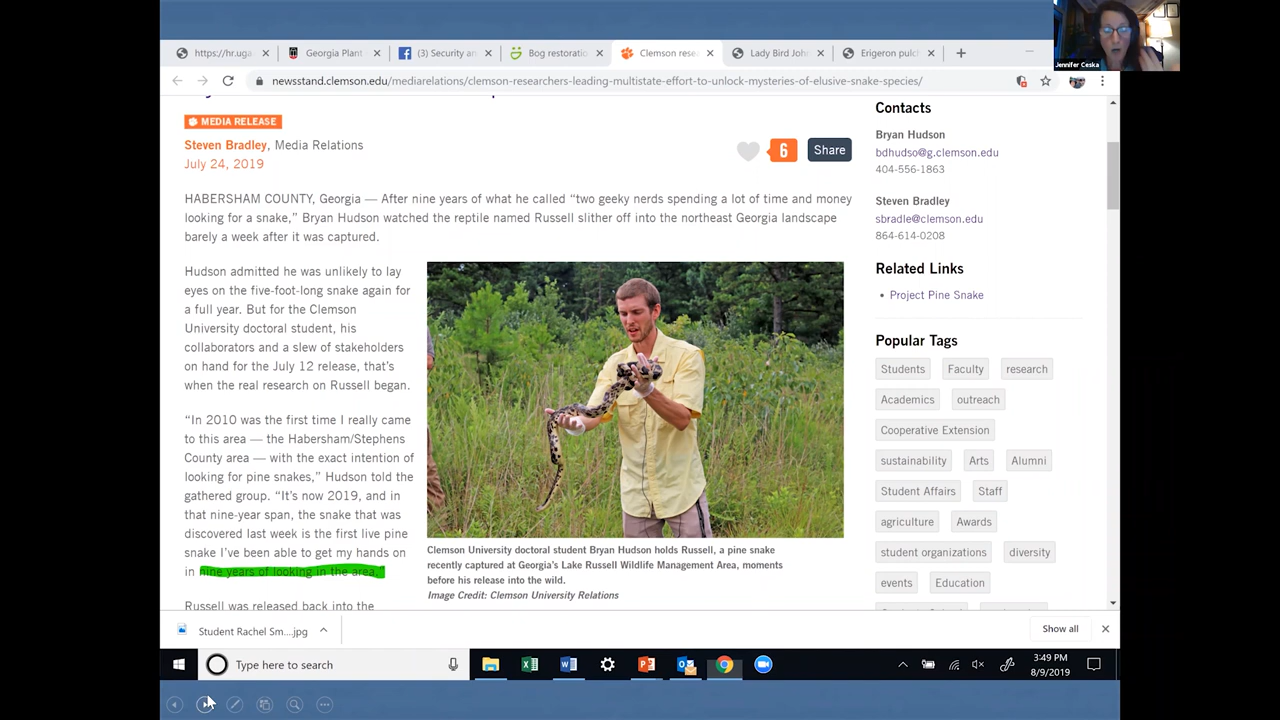 https://hr.uga
Georgia Plant
(3) Security an
Bog restoratio
Clemson rese
Lady Bird Joh
Erigeron pulch
newsstand.clemson.edu/mediarelations/clemson-researchers-leading-multistate-effort-to-unlock-mysteries-of-elusive-snake-species/
Jennifer Ceska
MEDIA RELEASE
Steven Bradley, Media Relations
July 24, 2019
6
Share
HABERSHAM COUNTY, Georgia — After nine years of what he called “two geeky nerds spending a lot of time and money
looking for a snake,” Bryan Hudson watched the reptile named Russell slither off into the northeast Georgia landscape
barely a week after it was captured.
Hudson admitted he was unlikely to lay
eyes on the five-foot-long snake again for
a full year. But for the Clemson
University doctoral student, his
collaborators and a slew of stakeholders
on hand for the July 12 release, that’s
when the real research on Russell began.
“In 2010 was the first time I really came
to this area — the Habersham/Stephens
County area — with the exact intention of
looking for pine snakes,” Hudson told the
gathered group. “It’s now 2019, and in
that nine-year span, the snake that was
discovered last week is the first live pine
snake I’ve been able to get my hands on
in nine years of looking in the area.”
Russell was released back into the
Clemson University doctoral student Bryan Hudson holds Russell, a pine snake
recently captured at Georgia’s Lake Russell Wildlife Management Area, moments
before his release into the wild.
Image Credit: Clemson University Relations
Contacts
Bryan Hudson
bdhudso@g.clemson.edu
404-556-1863
Steven Bradley
sbradle@clemson.edu
864-614-0208
Related Links
• Project Pine Snake
Popular Tags
Students Faculty research
Academics outreach
Cooperative Extension
sustainability Arts Alumni
Student Affairs Staff
agriculture Awards
student organizations diversity
events Education
Student Rachel Sm....jpg
Show all
Type here to search
3:49 PM
8/9/2019